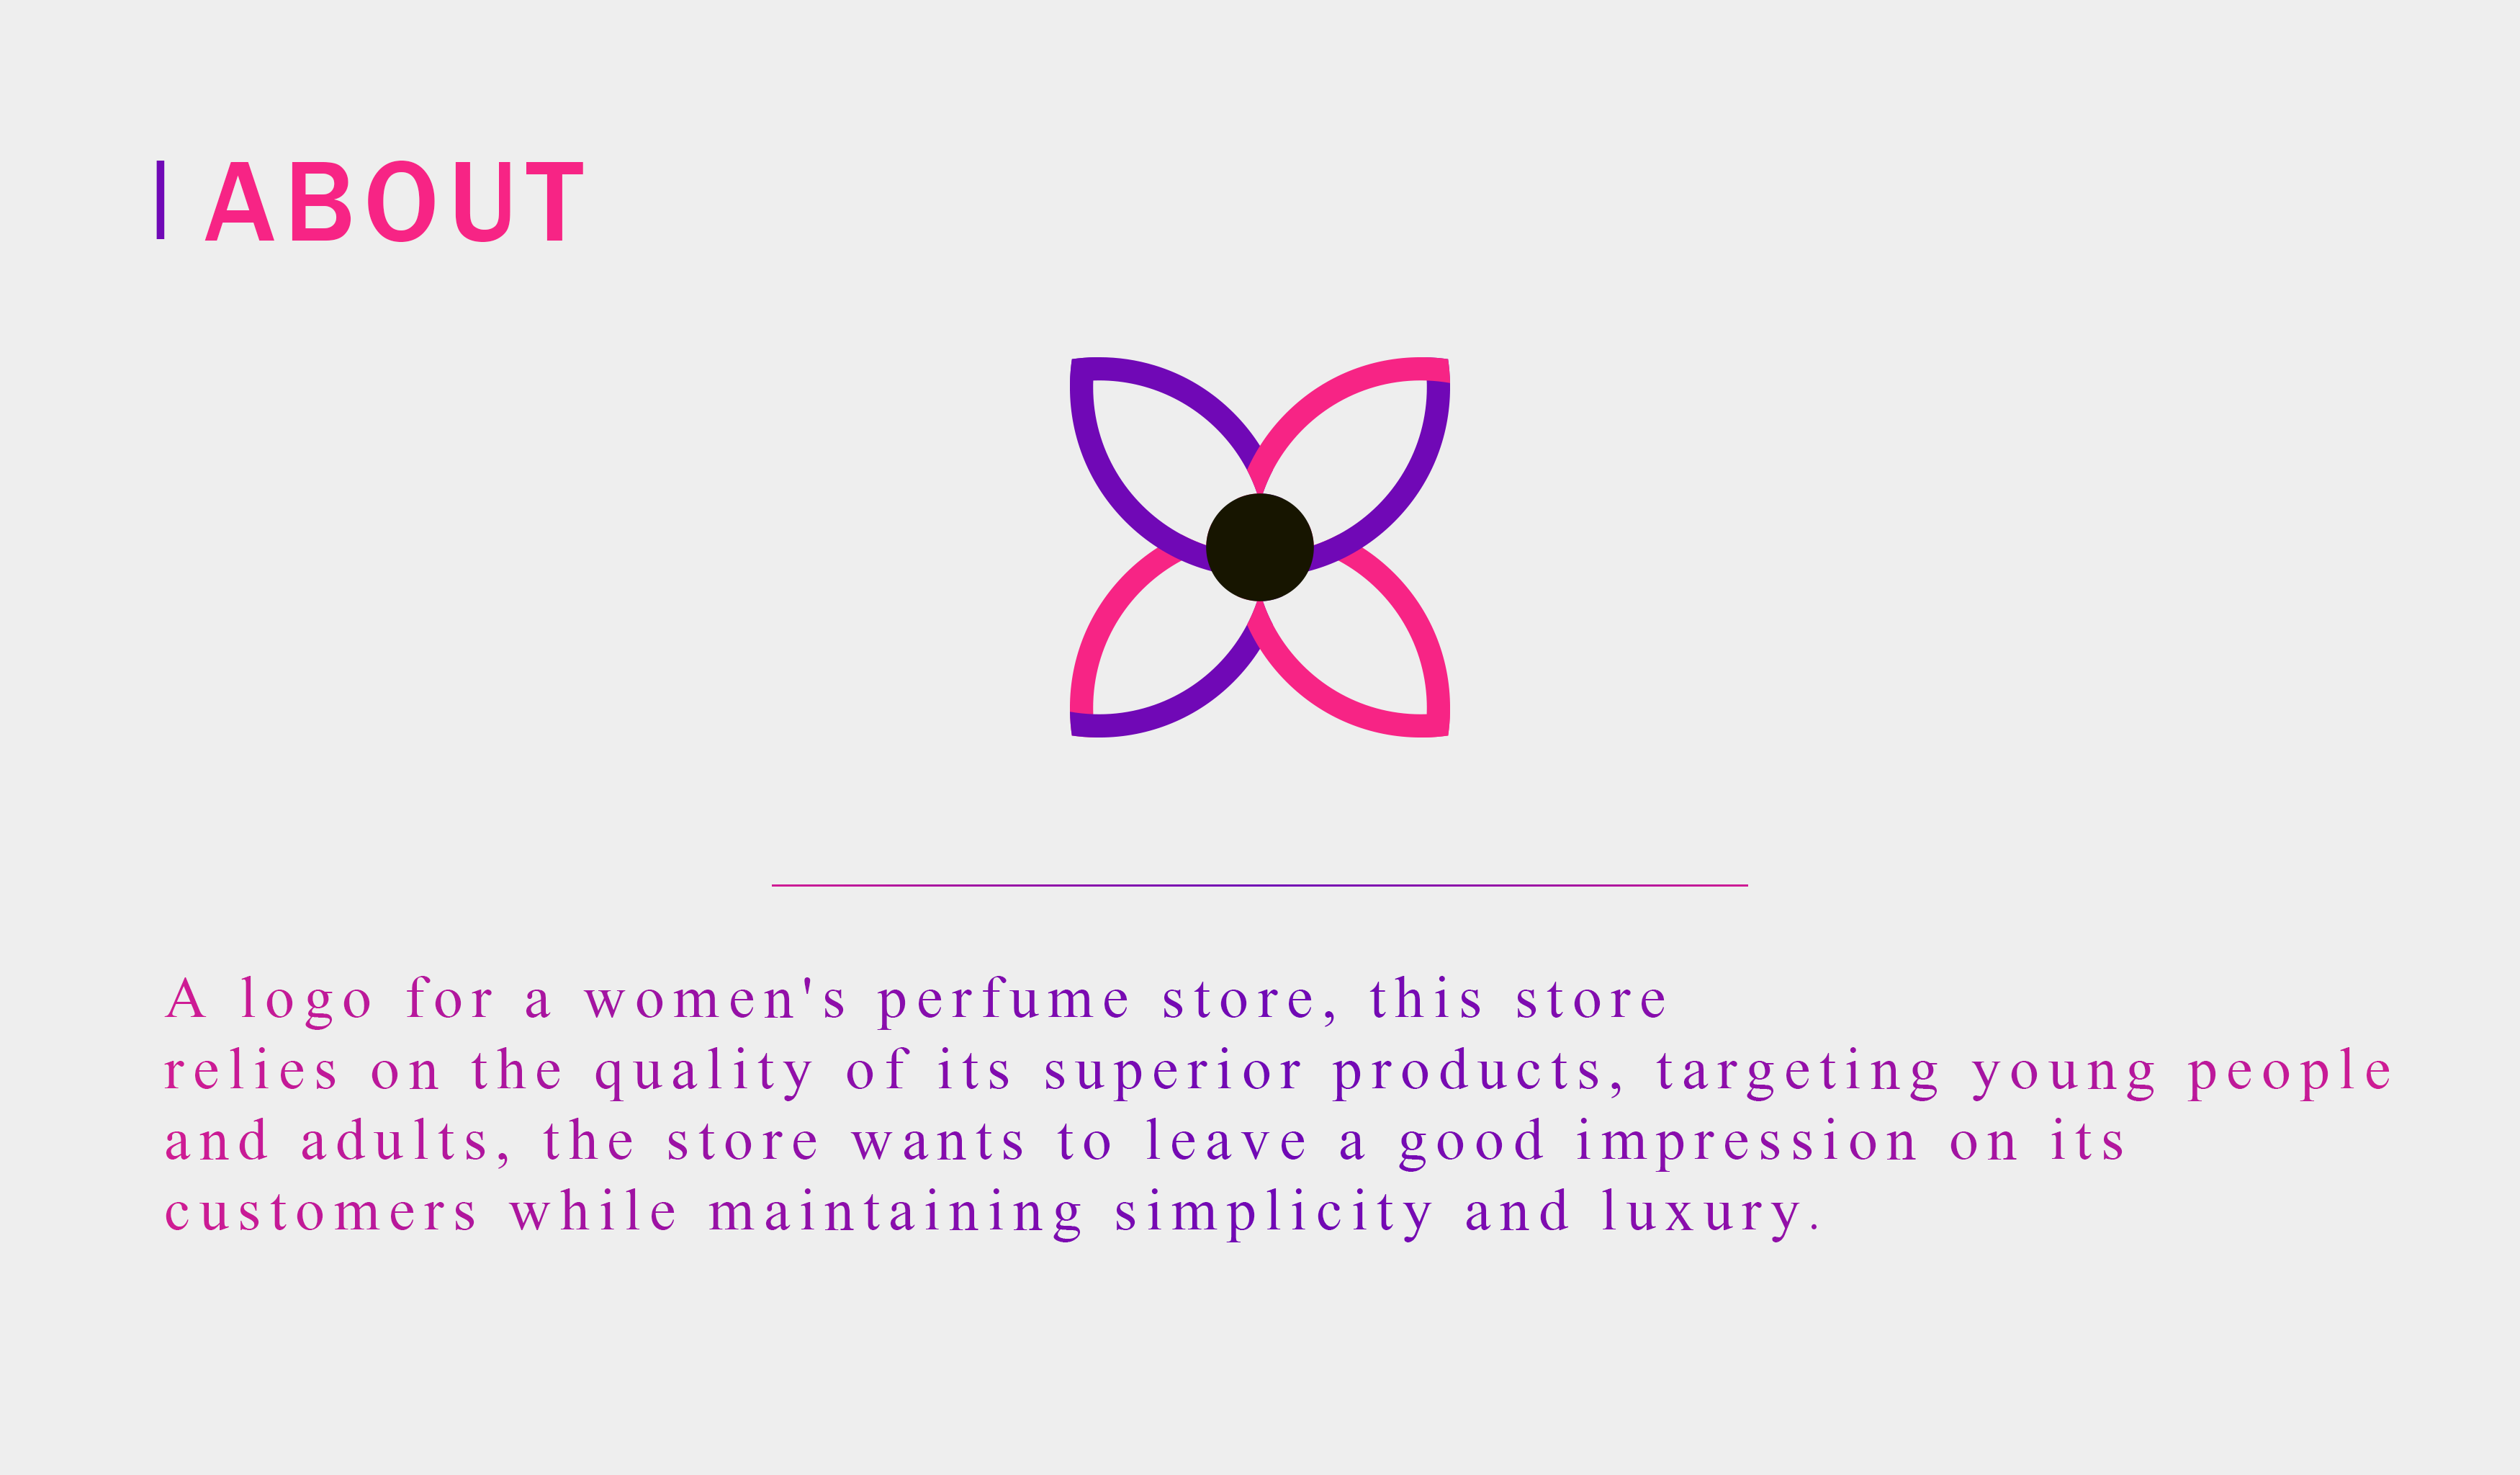 ABOUT
A logo for a women's perfume store, this store
relies on the quality of its superior products, targeting young people
and adults, the store wants to leave a good impression on its
customers while maintaining simplicity and luxury.